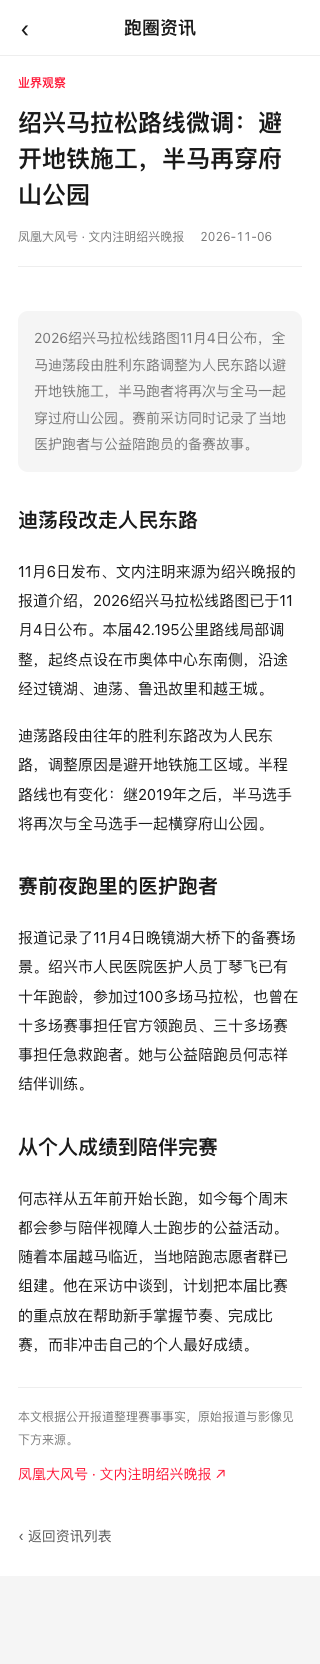 ‹
跑圈资讯
业界观察
绍兴马拉松路线微调：避
开地铁施工，半马再穿府
山公园
凤凰大风号 · 文内注明绍兴晚报 2026-11-06
2026绍兴马拉松线路图11月4日公布，全
马迪荡段由胜利东路调整为人民东路以避
开地铁施工，半马跑者将再次与全马一起
穿过府山公园。赛前采访同时记录了当地
医护跑者与公益陪跑员的备赛故事。
迪荡段改走人民东路
11月6日发布、文内注明来源为绍兴晚报的
报道介绍，2026绍兴马拉松线路图已于11
月4日公布。本届42.195公里路线局部调
整，起终点设在市奥体中心东南侧，沿途
经过镜湖、迪荡、鲁迅故里和越王城。
迪荡路段由往年的胜利东路改为人民东
路，调整原因是避开地铁施工区域。半程
路线也有变化：继2019年之后，半马选手
将再次与全马选手一起横穿府山公园。
赛前夜跑里的医护跑者
报道记录了11月4日晚镜湖大桥下的备赛场
景。绍兴市人民医院医护人员丁琴飞已有
十年跑龄，参加过100多场马拉松，也曾在
十多场赛事担任官方领跑员、三十多场赛
事担任急救跑者。她与公益陪跑员何志祥
结伴训练。
从个人成绩到陪伴完赛
何志祥从五年前开始长跑，如今每个周末
都会参与陪伴视障人士跑步的公益活动。
随着本届越马临近，当地陪跑志愿者群已
组建。他在采访中谈到，计划把本届比赛
的重点放在帮助新手掌握节奏、完成比
赛，而非冲击自己的个人最好成绩。
本文根据公开报道整理赛事事实，原始报道与影像见
下方来源。
凤凰大风号 · 文内注明绍兴晚报 ↗
‹ 返回资讯列表